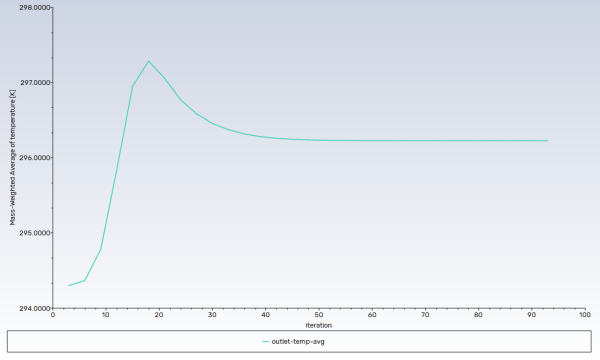 298.0000
297.0000
296.0000
295.0000
294.0000
Mass-Weighted Average of temperature [K]
0 10 20 30 40 50 60 70 80 90 100
iteration
outlet-temp-avg